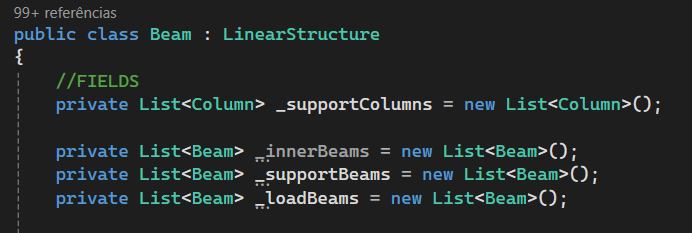 99+ referências
public class Beam : LinearStructure
{
//FIELDS
private List<Column> _supportColumns = new List<Column>();
private List<Beam> _innerBeams = new List<Beam>();
private List<Beam> _supportBeams = new List<Beam>();
private List<Beam> _loadBeams = new List<Beam>();